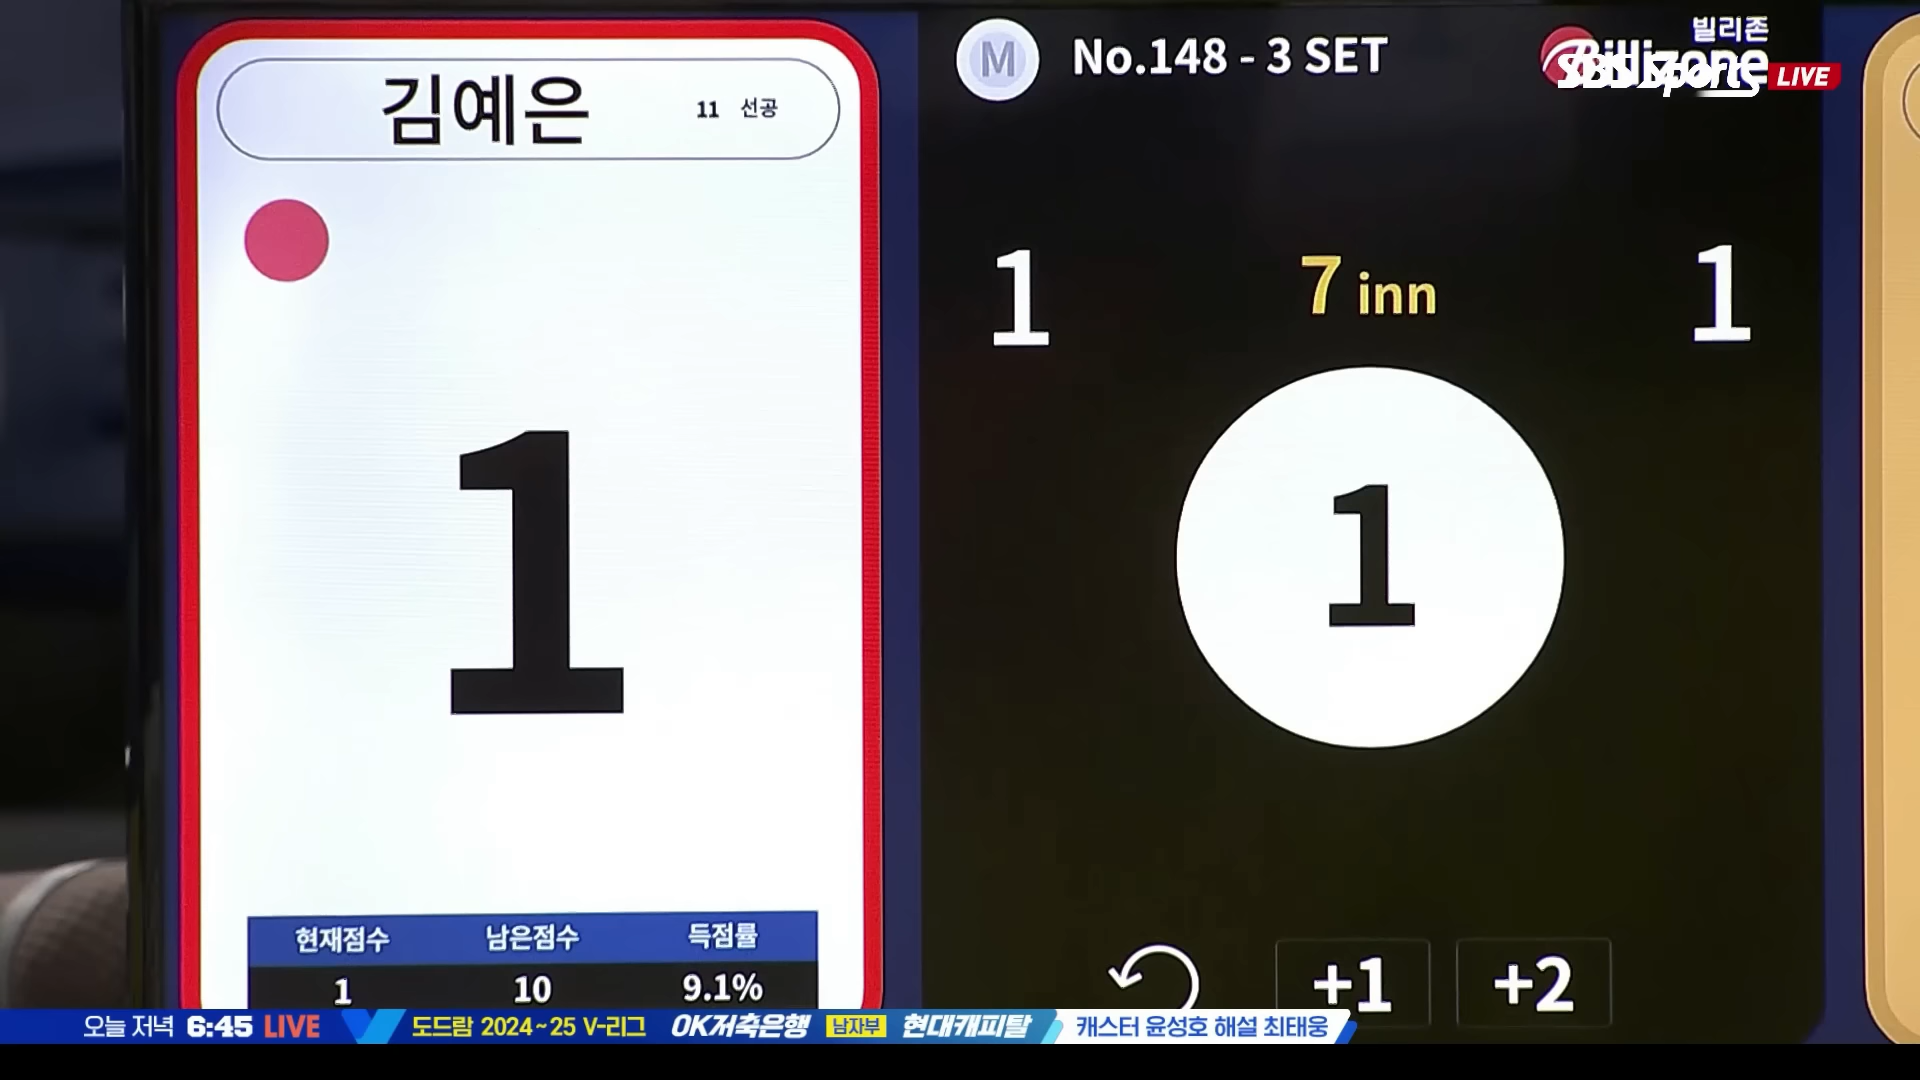 김예은 11 선공
1
현재점수 남은점수 득점률
1 10 9.1%
M No.148 - 3 SET
빌리존
Billizone
SBS Sports LIVE
1 7 inn 1
1
+1 +2
오늘 저녁 6:45 LIVE 도드람 2024~25 V-리그 OK저축은행 남자부 현대캐피탈 캐스터 윤성호 해설 최태웅